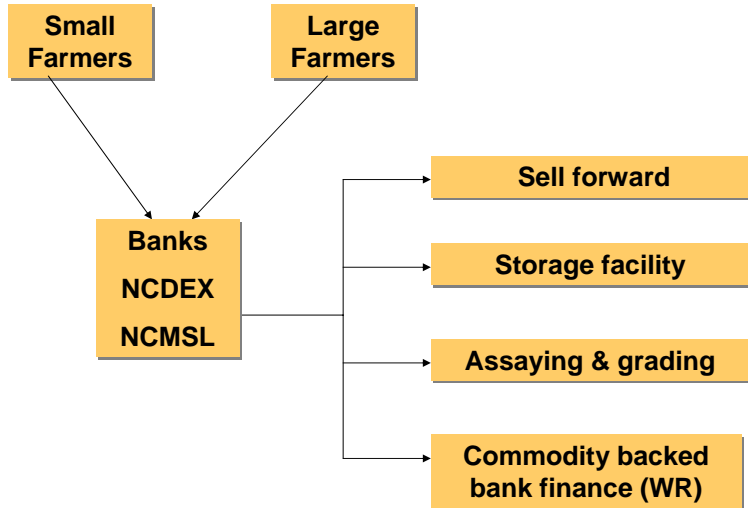 Small
Farmers
Large
Farmers
Banks
NCDEX
NCMSL
Sell forward
Storage facility
Assaying & grading
Commodity backed
bank finance (WR)